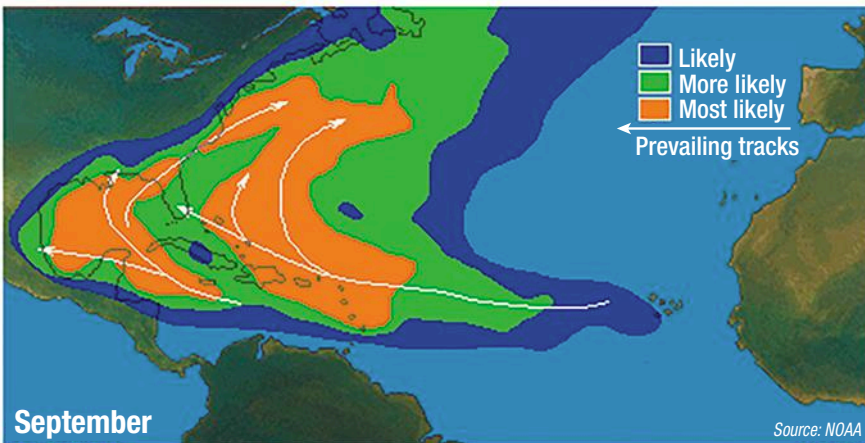 Likely
More likely
Most likely
Prevailing tracks
September
Source: NOAA